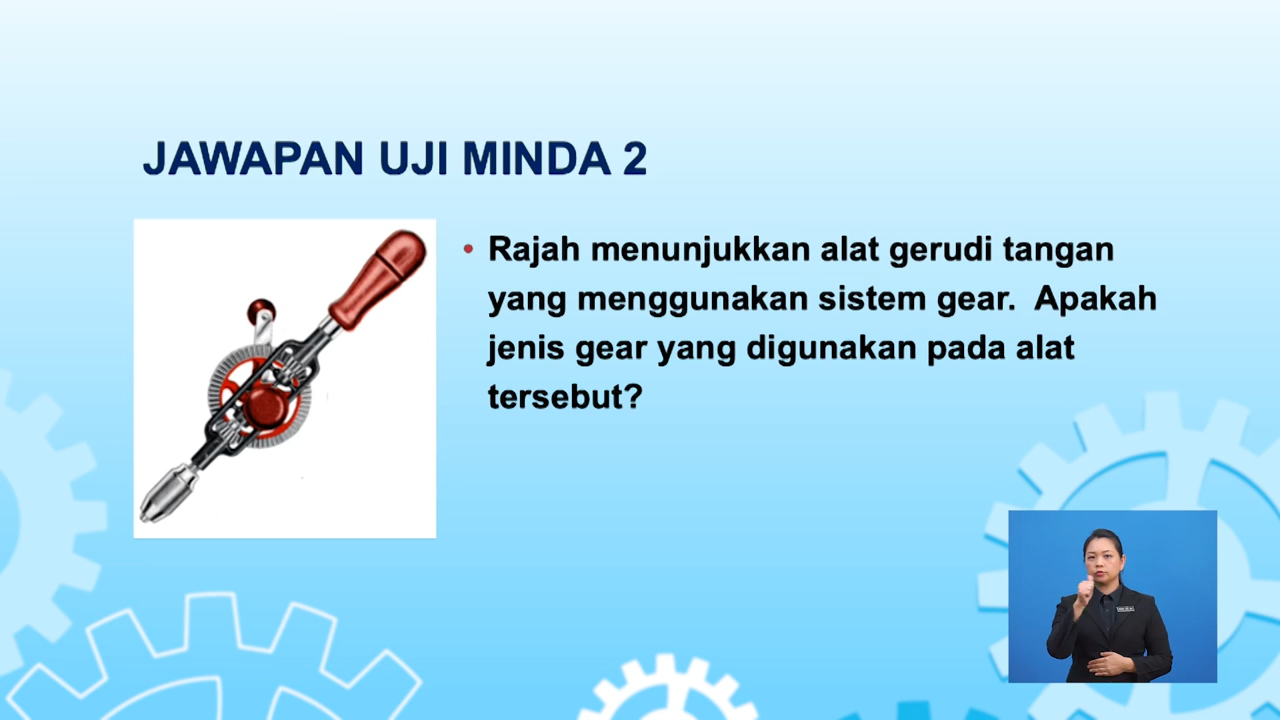 JAWAPAN UJI MINDA 2
• Rajah menunjukkan alat gerudi tangan
yang menggunakan sistem gear. Apakah
jenis gear yang digunakan pada alat
tersebut?